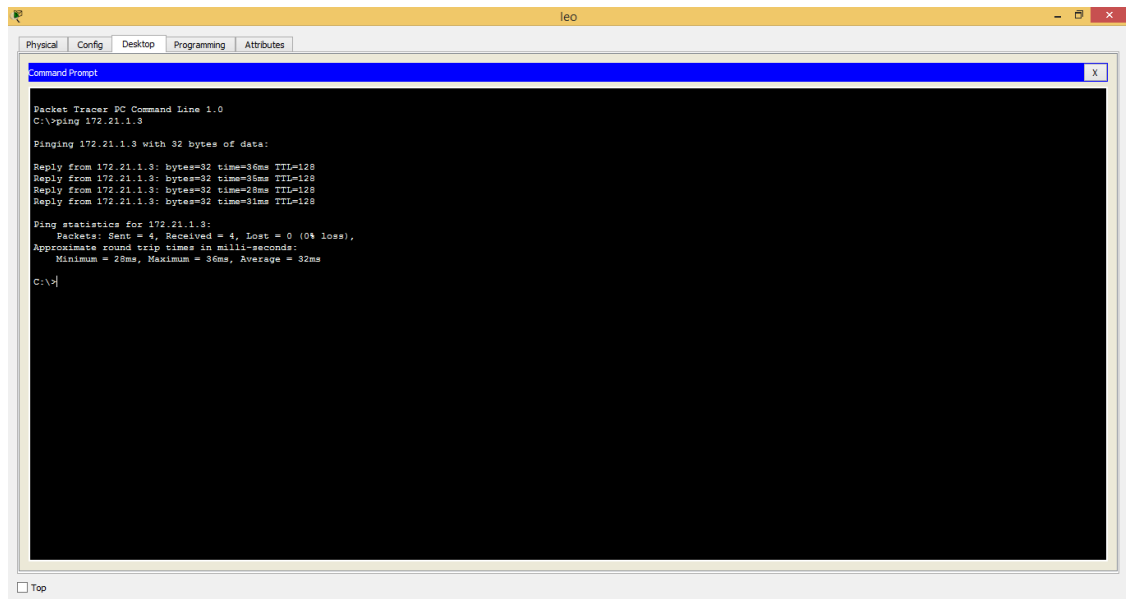 leo
Physical Config Desktop Programming Attributes
Command Prompt
X
Packet Tracer PC Command Line 1.0
C:\>ping 172.21.1.3
Pinging 172.21.1.3 with 32 bytes of data:
Reply from 172.21.1.3: bytes=32 time=36ms TTL=128
Reply from 172.21.1.3: bytes=32 time=35ms TTL=128
Reply from 172.21.1.3: bytes=32 time=28ms TTL=128
Reply from 172.21.1.3: bytes=32 time=31ms TTL=128
Ping statistics for 172.21.1.3:
Packets: Sent = 4, Received = 4, Lost = 0 (0% loss),
Approximate round trip times in milli-seconds:
Minimum = 28ms, Maximum = 36ms, Average = 32ms
C:\>
Top